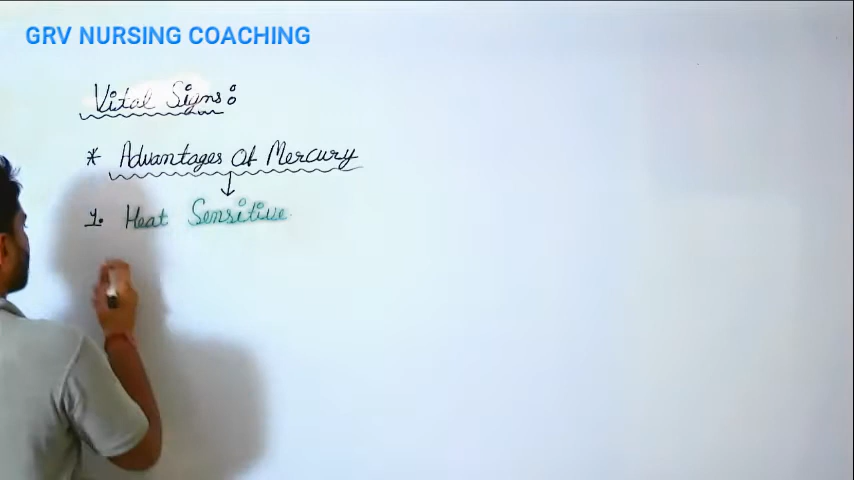 GRV NURSING COACHING
Vital Signs:
* Advantages Of Mercury
↓
1. Heat Sensitive